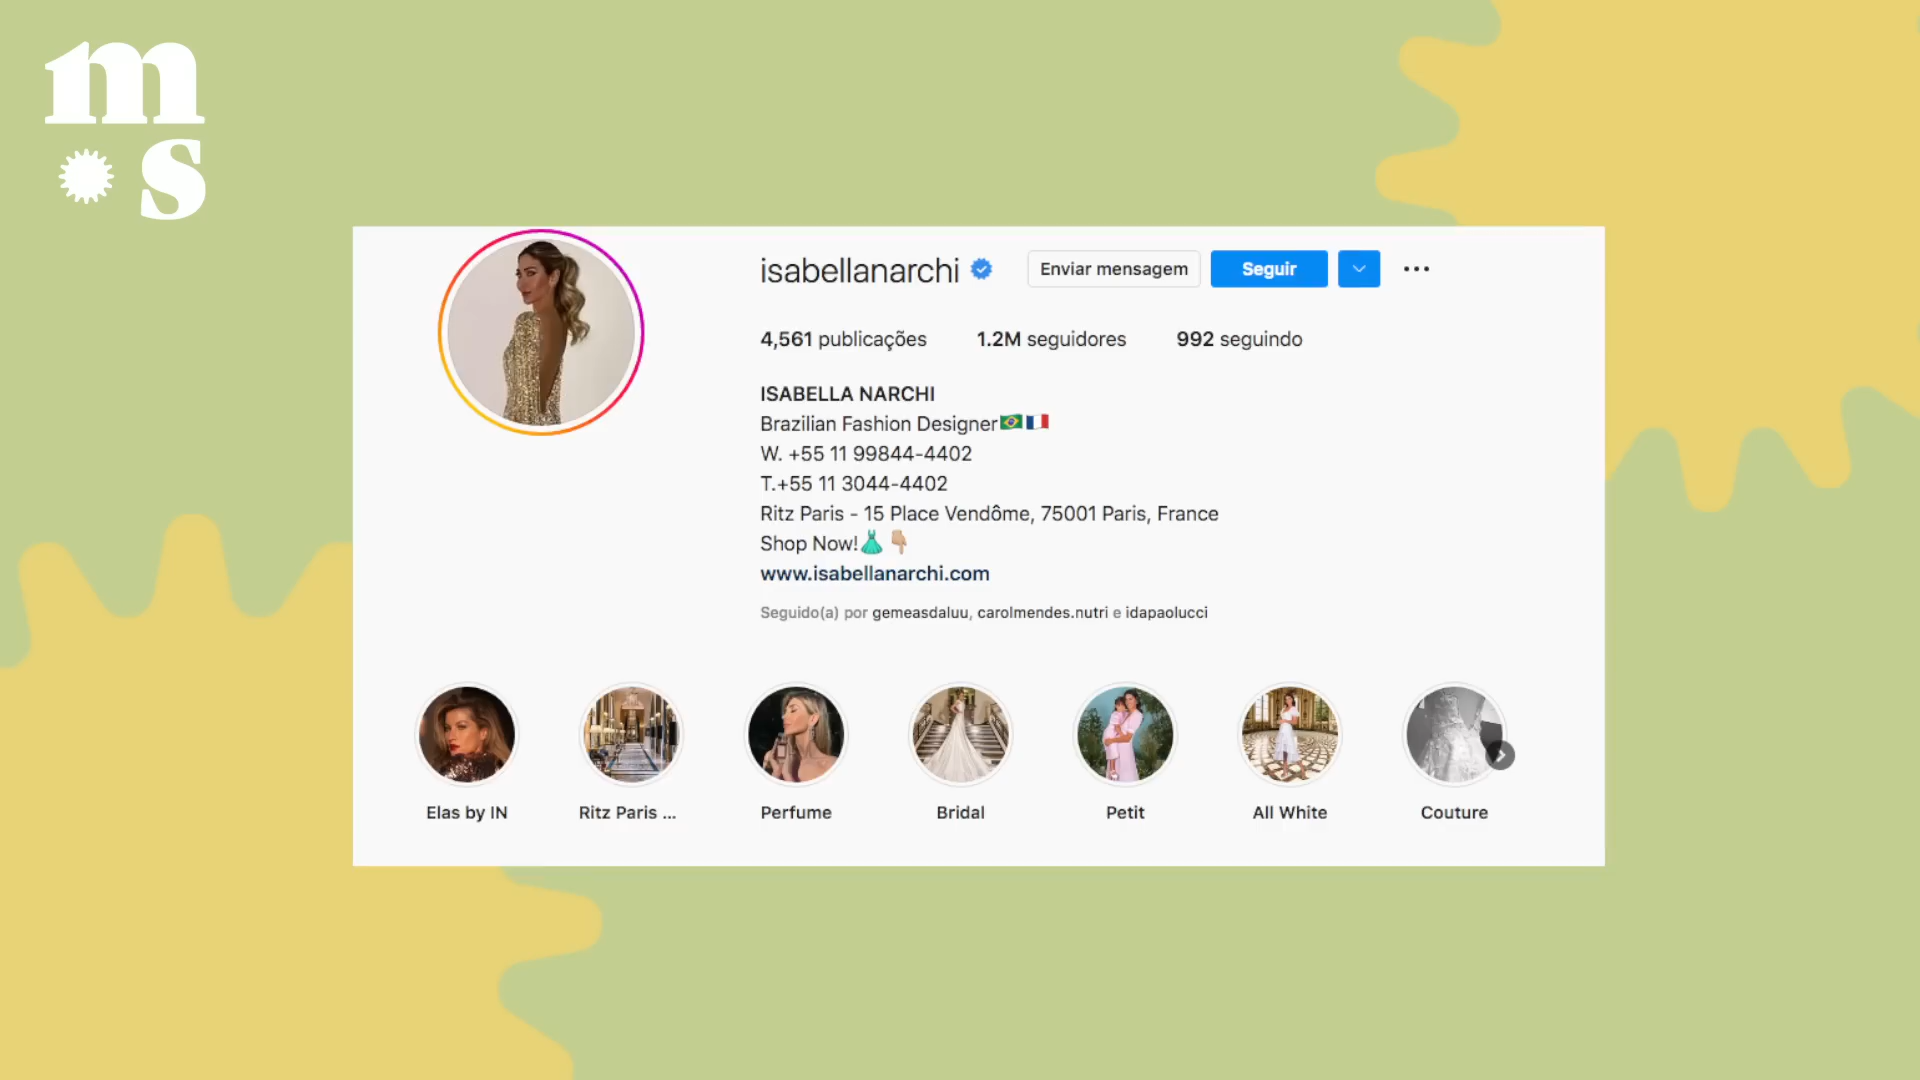 m
s
isabellanarchi
Enviar mensagem
Seguir
4,561 publicações 1.2M seguidores 992 seguindo
ISABELLA NARCHI
Brazilian Fashion Designer🇧🇷🇫🇷
W. +55 11 99844-4402
T.+55 11 3044-4402
Ritz Paris - 15 Place Vendôme, 75001 Paris, France
Shop Now!👗👇🏼
www.isabellanarchi.com
Seguido(a) por gemeasdaluu, carolmendes.nutri e idapaolucci
Elas by IN
Ritz Paris ...
Perfume
Bridal
Petit
All White
Couture